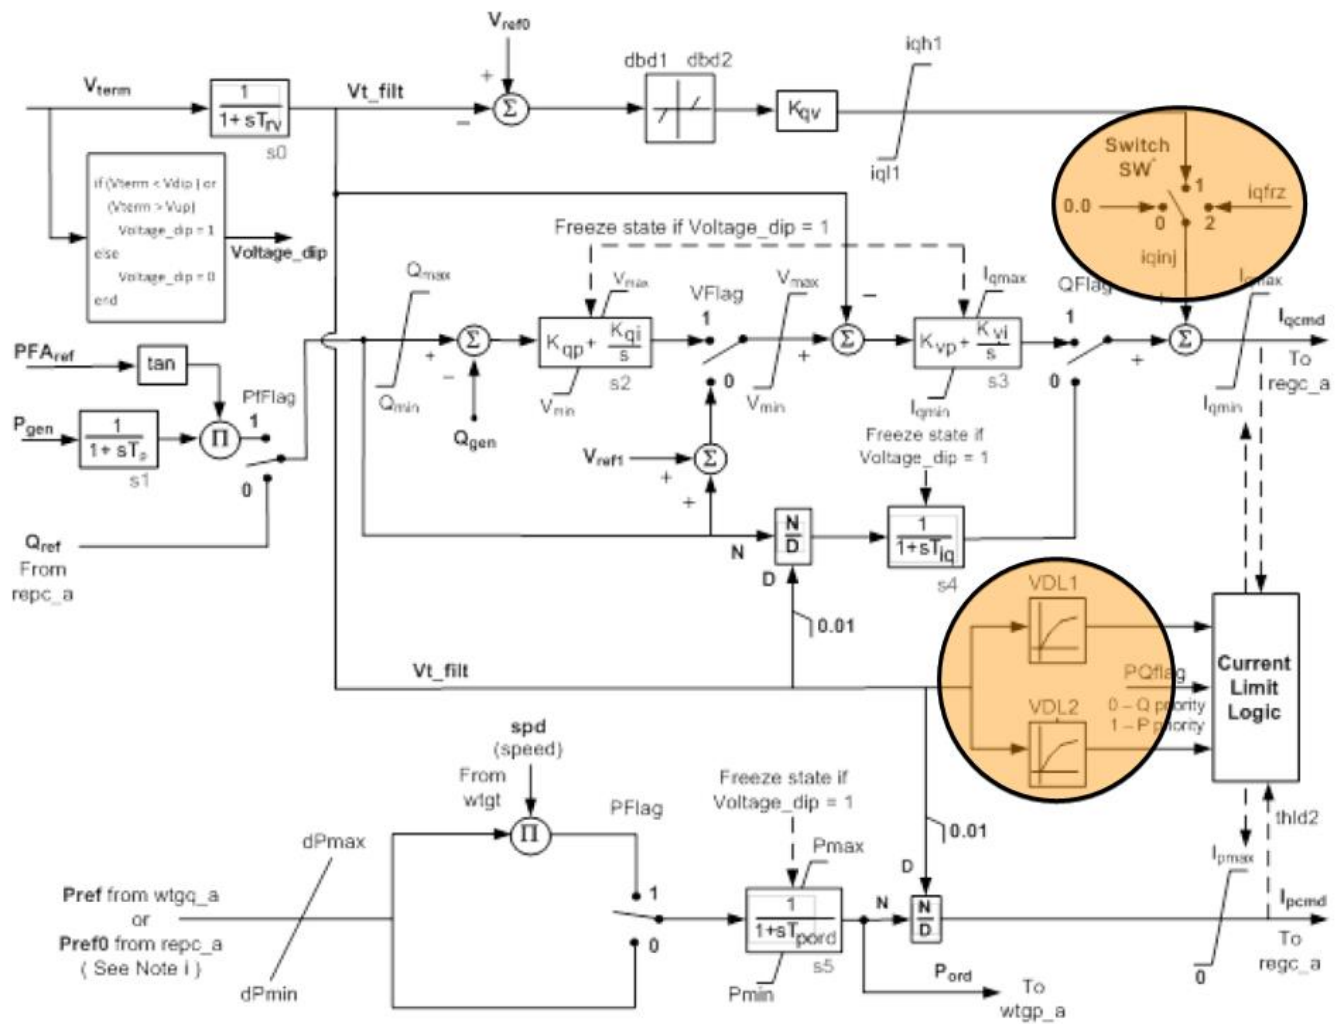 Vref0
+
−
Σ
Vterm
1
1+ sTrv
s0
Vt_filt
dbd1 dbd2
Kqv
iqh1
iql1
Switch
SW
1
0.0
0
2
iqfrz
iqinj
if (Vterm < Vdip ) or
(Vterm > Vup)
Voltage_dip = 1
else
Voltage_dip = 0
end
Voltage_dip
Freeze state if Voltage_dip = 1
Qmax
Qmin
+
−
Σ
Qgen
Vmax
Kqp + Kqi
s
s2
Vmin
VFlag
1
0
Vmax
Vmin
+
−
Σ
Iqmax
Kvp + Kvi
s
s3
Iqmin
QFlag
1
0
+
+
Σ
Iqmax
Iqmin
Iqcmd
To
regc_a
PFAref
tan
Pgen
1
1+ sTp
s1
Π
PfFlag
1
0
Qref
From
repc_a
Vref1
+
+
Σ
Freeze state if
Voltage_dip = 1
N
D
N
D
1
1+sTiq
s4
0.01
Vt_filt
VDL1
PQflag
0 – Q priority
1 – P priority
VDL2
Current
Limit
Logic
spd
(speed)
From
wtgt
Π
PFlag
1
0
Freeze state if
Voltage_dip = 1
Pmax
1
1+sTpord
s5
Pmin
0.01
D
N
N
D
thld2
Ipmax
0
Ipcmd
To
regc_a
dPmax
dPmin
Pref from wtgq_a
or
Pref0 from repc_a
( See Note i )
Pord
To
wtgp_a